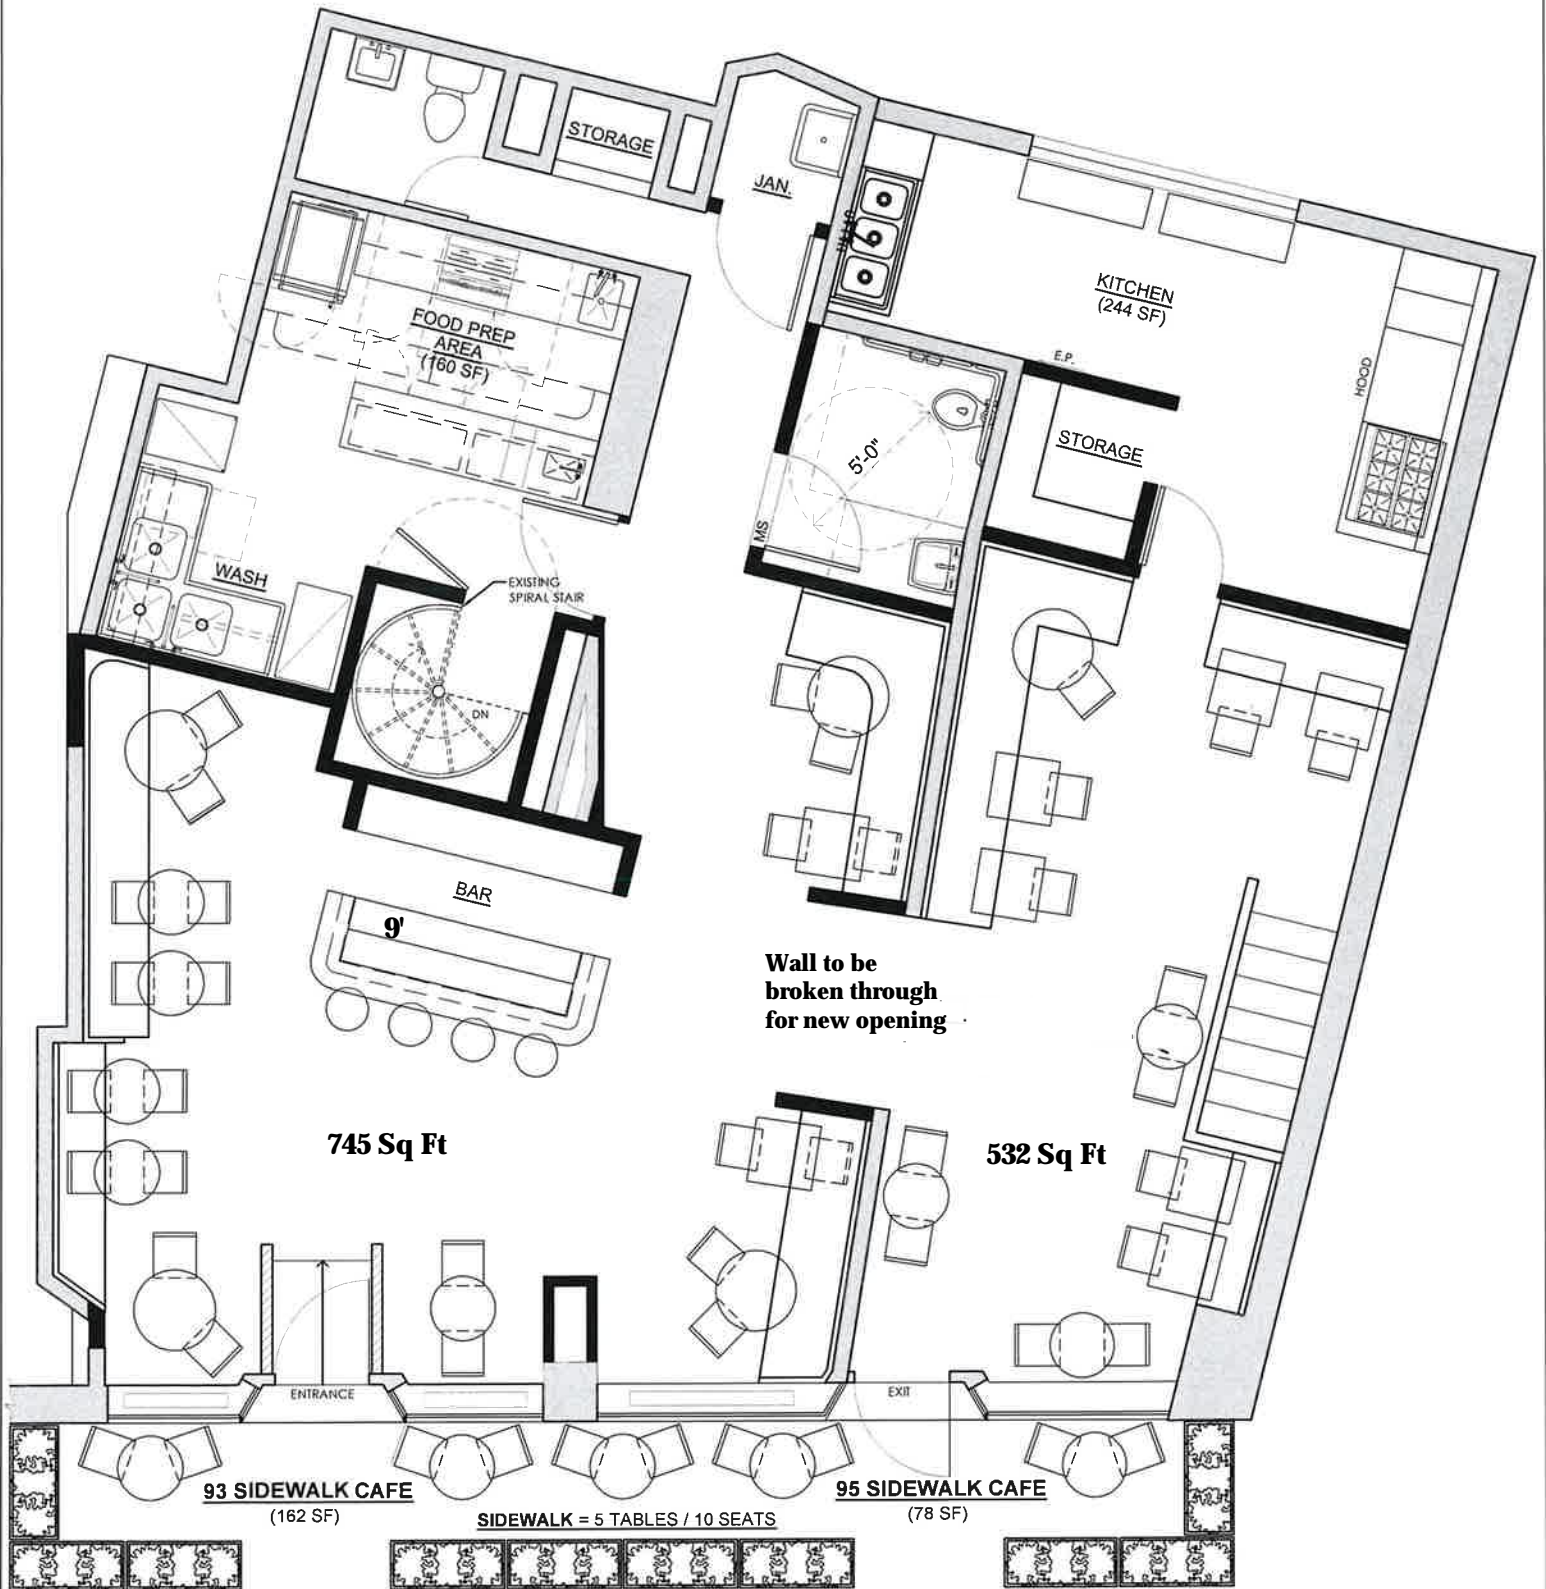 STORAGE
JAN.
KITCHEN
(244 SF)
FOOD PREP
AREA
(160 SF)
E.P.
HOOD
STORAGE
5'-0"
MS
WASH
EXISTING
SPIRAL STAIR
DN
BAR
9'
Wall to be
broken through
for new opening
745 Sq Ft
532 Sq Ft
ENTRANCE
EXIT
93 SIDEWALK CAFE
(162 SF)
95 SIDEWALK CAFE
(78 SF)
SIDEWALK = 5 TABLES / 10 SEATS